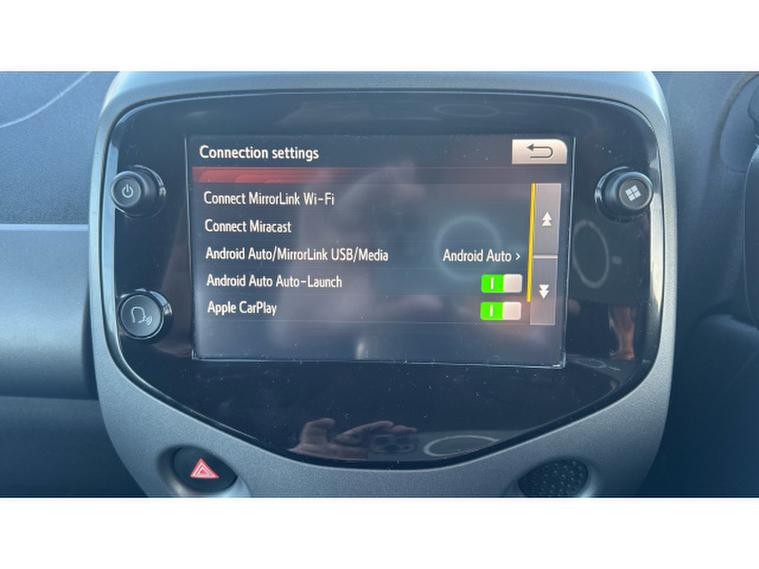 Connection settings
Connect MirrorLink Wi-Fi
Connect Miracast
Android Auto/MirrorLink USB/Media Android Auto >
Android Auto Auto-Launch
Apple CarPlay